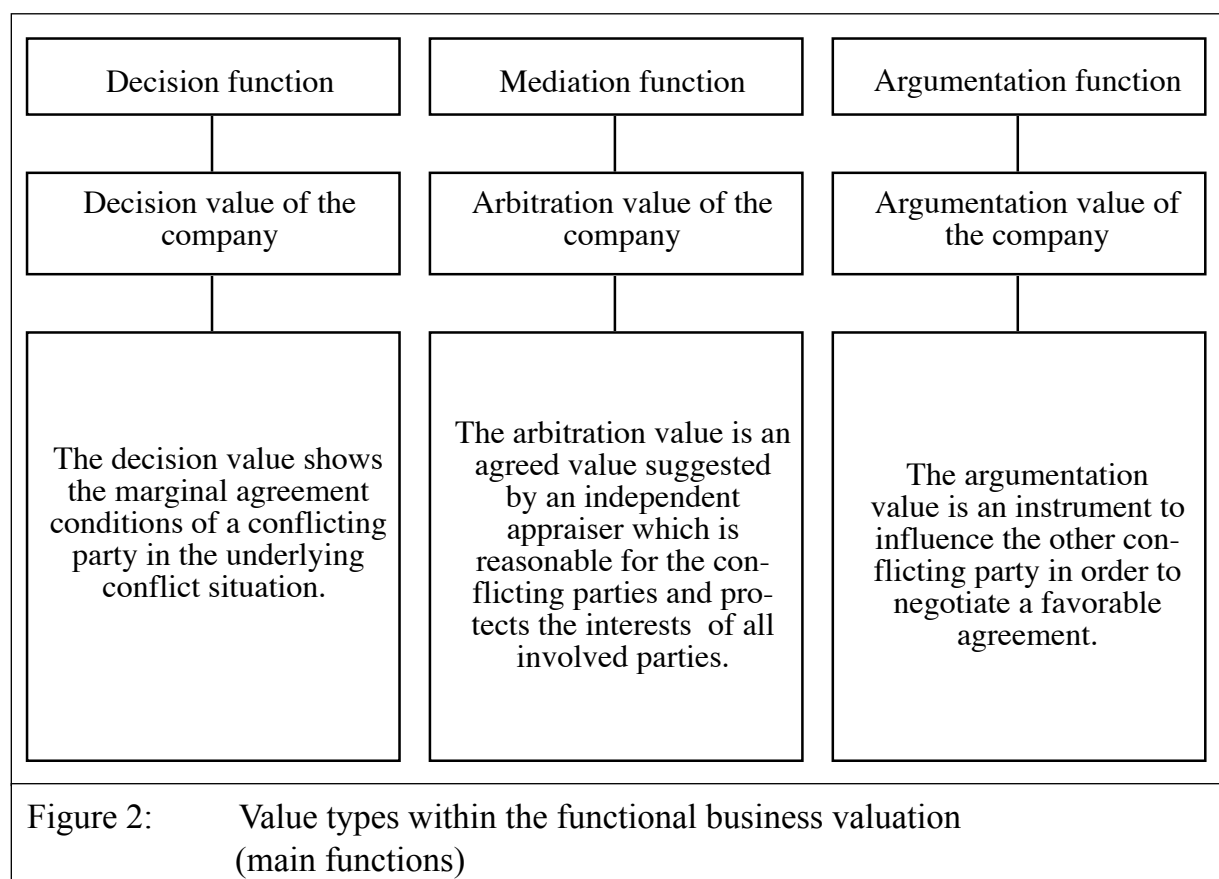 Decision function
Mediation function
Argumentation function
Decision value of the
company
Arbitration value of the
company
Argumentation value of
the company
The decision value shows
the marginal agreement
conditions of a conflicting
party in the underlying
conflict situation.
The arbitration value is an
agreed value suggested
by an independent
appraiser which is
reasonable for the con-
flicting parties and pro-
tects the interests  of all
involved parties.
The argumentation
value is an instrument to
influence the other con-
flicting party in order to
negotiate a favorable
agreement.
Figure 2: Value types within the functional business valuation
(main functions)